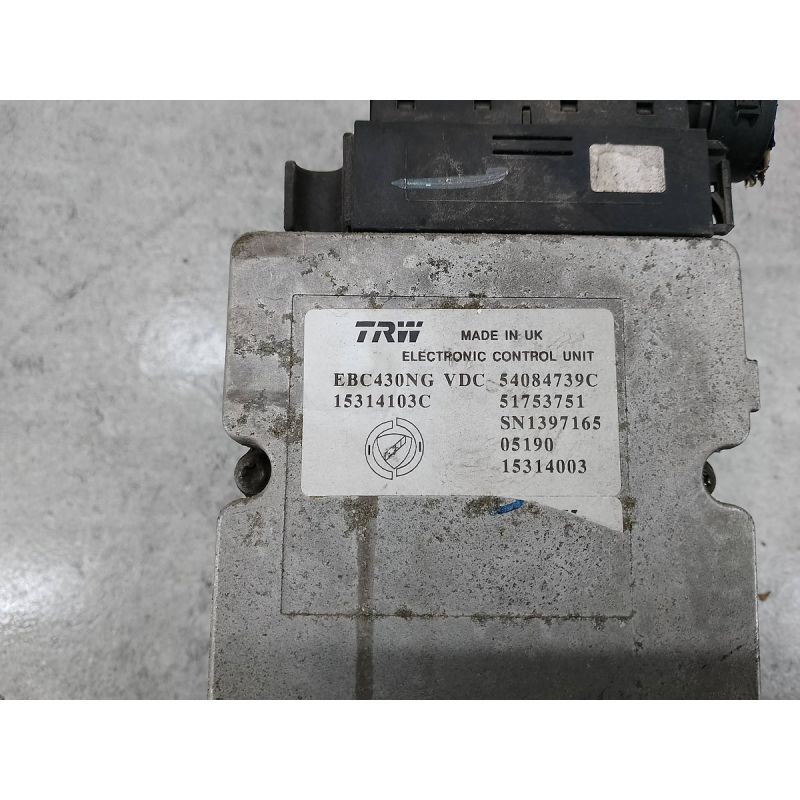 TRW MADE IN UK
ELECTRONIC CONTROL UNIT
EBC430NG VDC 54084739C
15314103C 51753751
SN1397165
05190
15314003